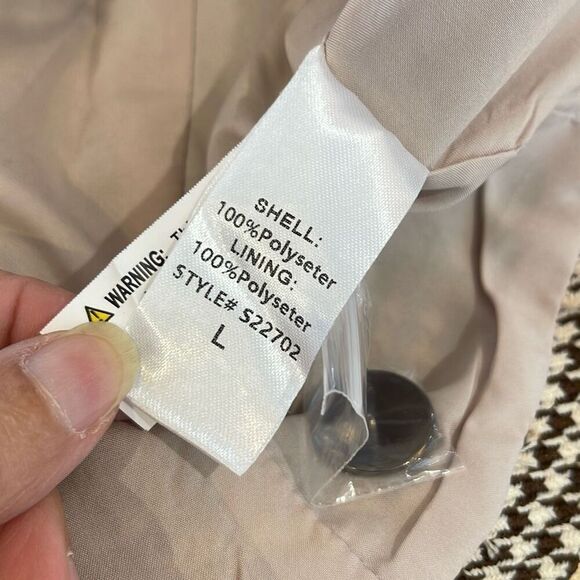 SHELL:
100%Polyseter
LINING:
100%Polyseter
STYLE# S22702
L
WARNING: